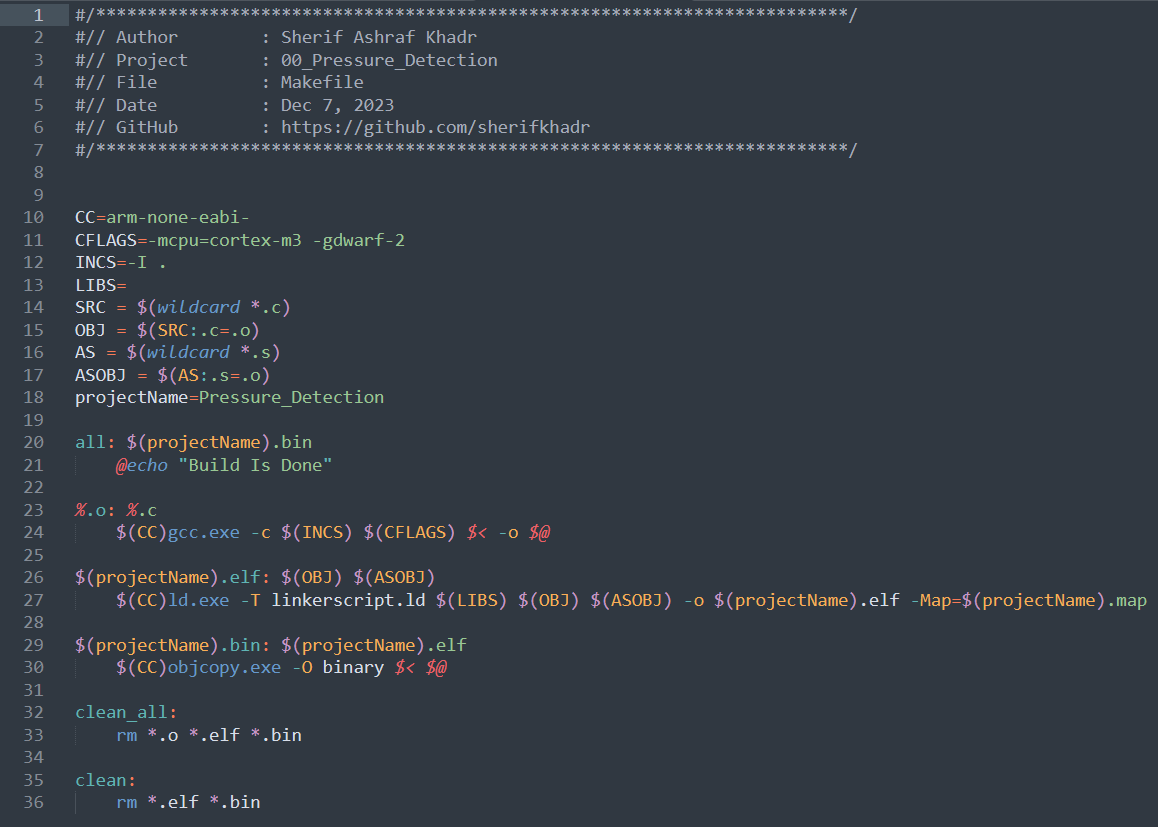 1 #/*************************************************************************/
2 #// Author        : Sherif Ashraf Khadr
3 #// Project       : 00_Pressure_Detection
4 #// File          : Makefile
5 #// Date          : Dec 7, 2023
6 #// GitHub        : https://github.com/sherifkhadr
7 #/*************************************************************************/
8
9
10 CC=arm-none-eabi-
11 CFLAGS=-mcpu=cortex-m3 -gdwarf-2
12 INCS=-I .
13 LIBS=
14 SRC = $(wildcard *.c)
15 OBJ = $(SRC:.c=.o)
16 AS = $(wildcard *.s)
17 ASOBJ = $(AS:.s=.o)
18 projectName=Pressure_Detection
19
20 all: $(projectName).bin
21     @echo "Build Is Done"
22
23 %.o: %.c
24     $(CC)gcc.exe -c $(INCS) $(CFLAGS) $< -o $@
25
26 $(projectName).elf: $(OBJ) $(ASOBJ)
27     $(CC)ld.exe -T linkerscript.ld $(LIBS) $(OBJ) $(ASOBJ) -o $(projectName).elf -Map=$(projectName).map
28
29 $(projectName).bin: $(projectName).elf
30     $(CC)objcopy.exe -O binary $< $@
31
32 clean_all:
33     rm *.o *.elf *.bin
34
35 clean:
36     rm *.elf *.bin